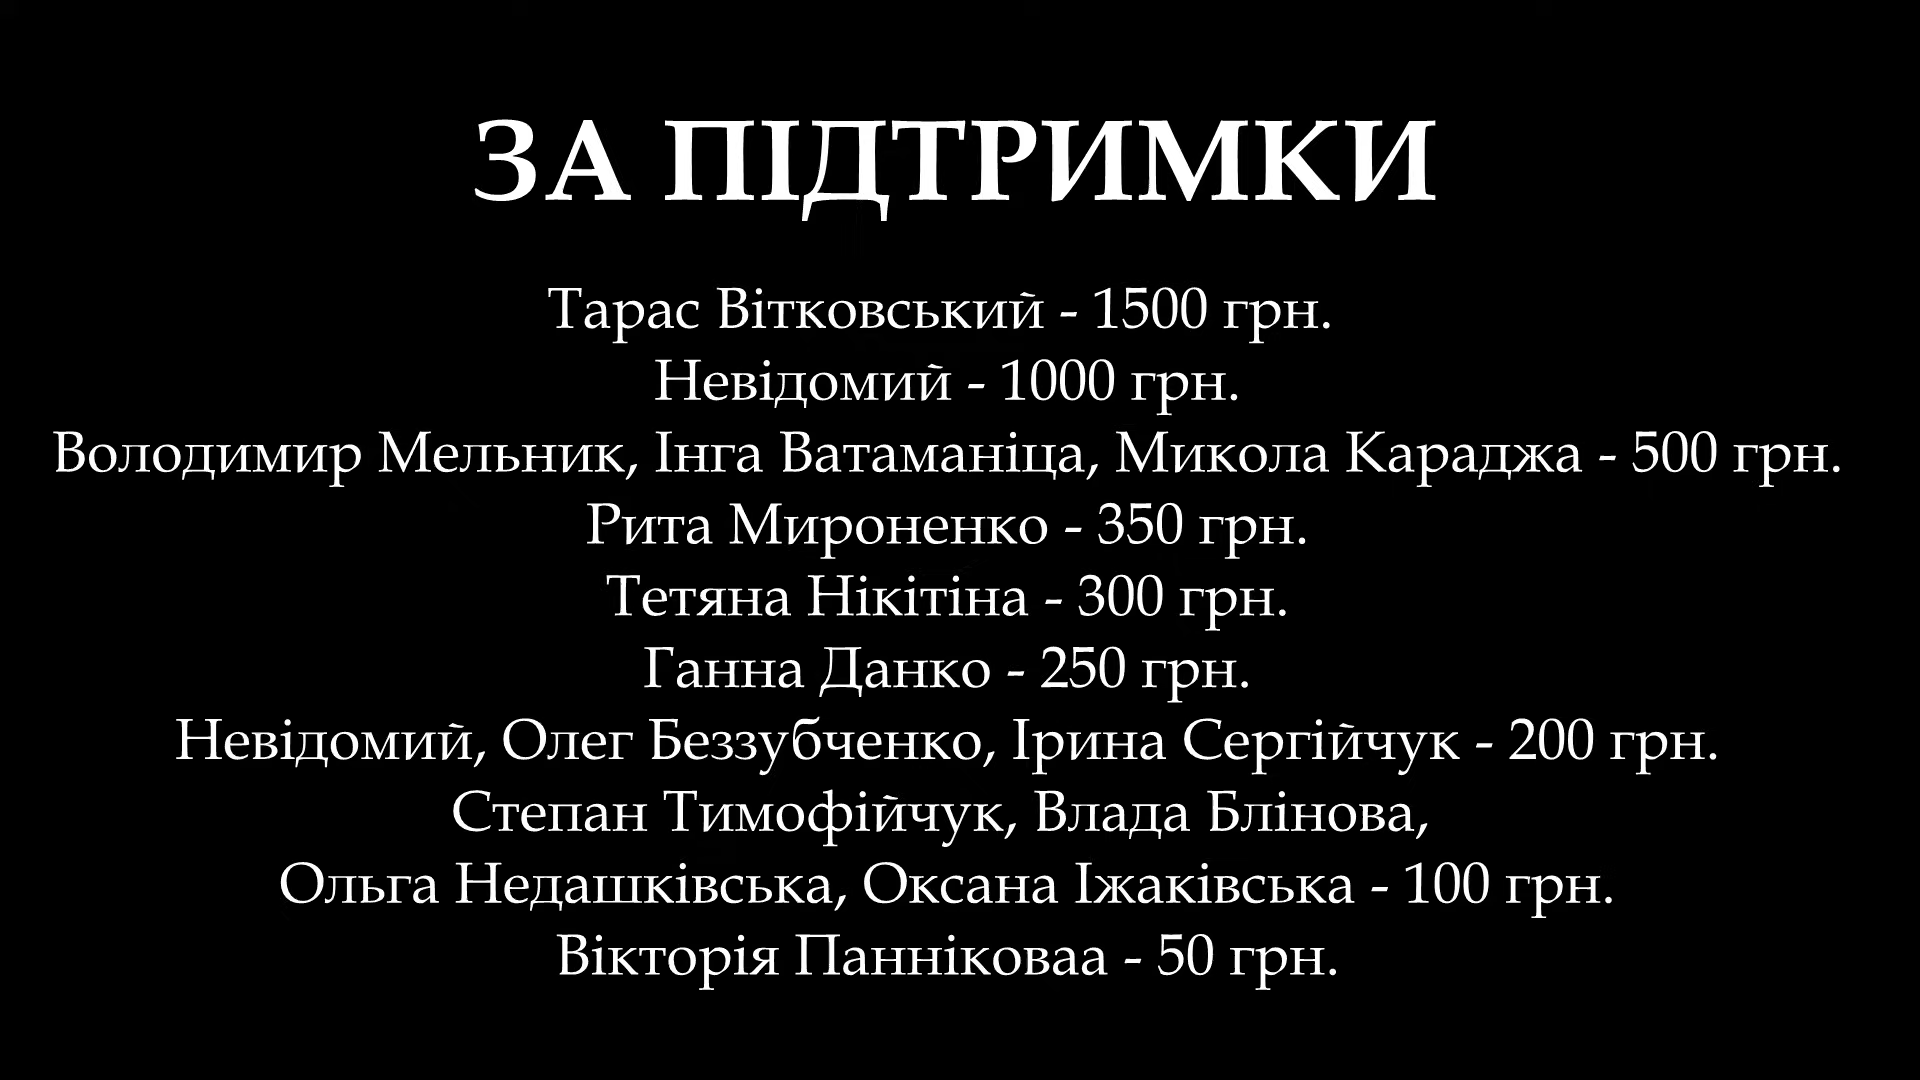 ЗА ПІДТРИМКИ
Тарас Вітковський - 1500 грн.
Невідомий - 1000 грн.
Володимир Мельник, Інга Ватаманіца, Микола Караджа - 500 грн.
Рита Мироненко - 350 грн.
Тетяна Нікітіна - 300 грн.
Ганна Данко - 250 грн.
Невідомий, Олег Беззубченко, Ірина Сергійчук - 200 грн.
Степан Тимофійчук, Влада Блінова,
Ольга Недашківська, Оксана Іжаківська - 100 грн.
Вікторія Панніковаа - 50 грн.